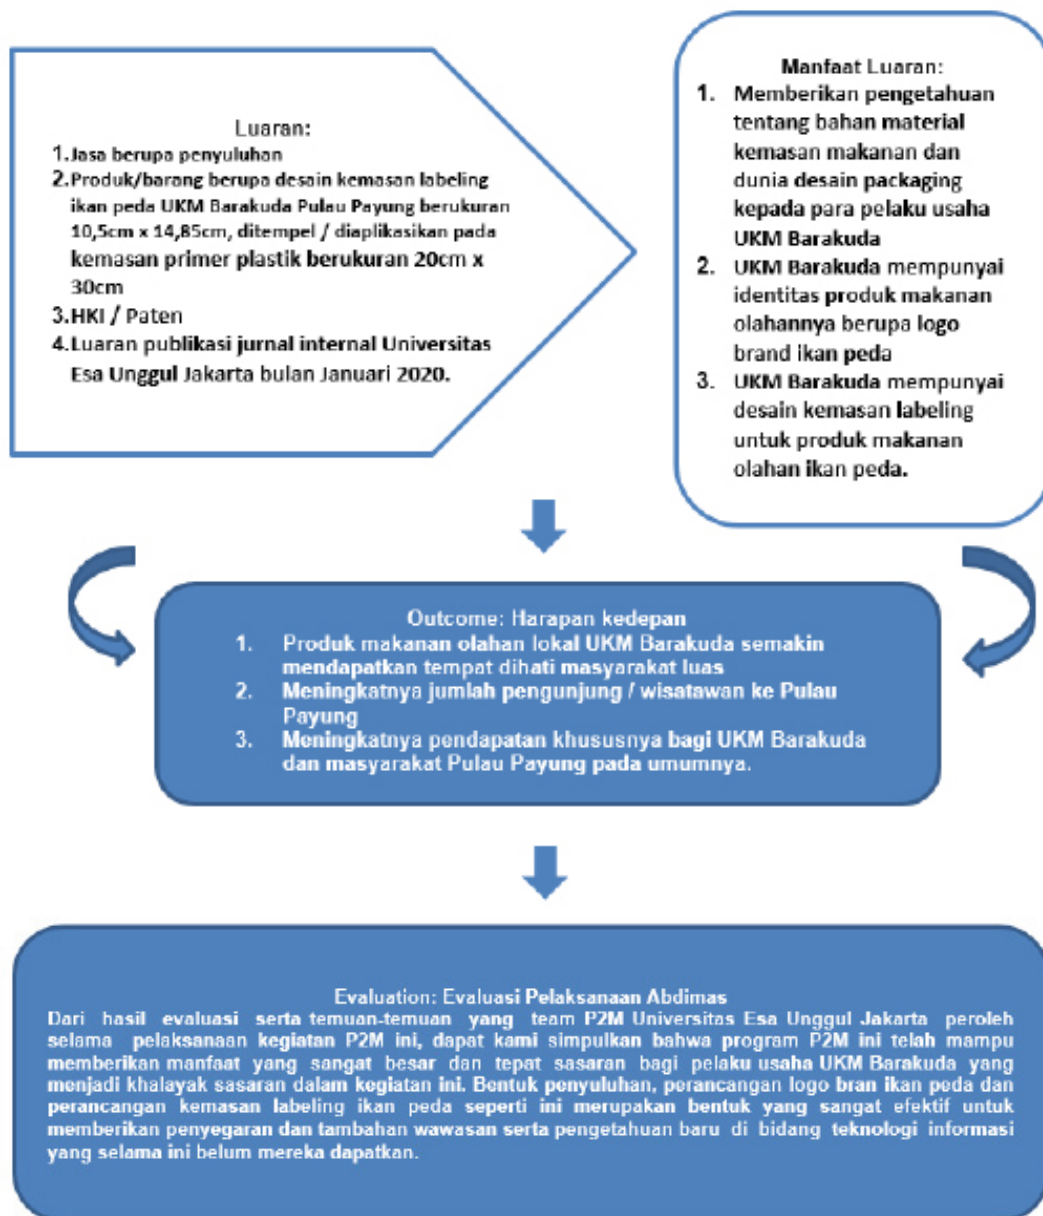 Luaran:
1.Jasa berupa penyuluhan
2.Produk/barang berupa desain kemasan labeling
ikan peda UKM Barakuda Pulau Payung berukuran
10,5cm x 14,85cm, ditempel / diaplikasikan pada
kemasan primer plastik berukuran 20cm x
30cm
3.HKI / Paten
4.Luaran publikasi jurnal internal Universitas
Esa Unggul Jakarta bulan Januari 2020.
Manfaat Luaran:
1. Memberikan pengetahuan
tentang bahan material
kemasan makanan dan
dunia desain packaging
kepada para pelaku usaha
UKM Barakuda
2. UKM Barakuda mempunyai
identitas produk makanan
olahannya berupa logo
brand ikan peda
3. UKM Barakuda mempunyai
desain kemasan labeling
untuk produk makanan
olahan ikan peda.
Outcome: Harapan kedepan
1. Produk makanan olahan lokal UKM Barakuda semakin
mendapatkan tempat dihati masyarakat luas
2. Meningkatnya jumlah pengunjung / wisatawan ke Pulau
Payung
3. Meningkatnya pendapatan khususnya bagi UKM Barakuda
dan masyarakat Pulau Payung pada umumnya.
Evaluation: Evaluasi Pelaksanaan Abdimas
Dari hasil evaluasi serta temuan-temuan yang team P2M Universitas Esa Unggul Jakarta peroleh
selama pelaksanaan kegiatan P2M ini, dapat kami simpulkan bahwa program P2M ini telah mampu
memberikan manfaat yang sangat besar dan tepat sasaran bagi pelaku usaha UKM Barakuda yang
menjadi khalayak sasaran dalam kegiatan ini. Bentuk penyuluhan, perancangan logo bran ikan peda dan
perancangan kemasan labeling ikan peda seperti ini merupakan bentuk yang sangat efektif untuk
memberikan penyegaran dan tambahan wawasan serta pengetahuan baru di bidang teknologi informasi
yang selama ini belum mereka dapatkan.